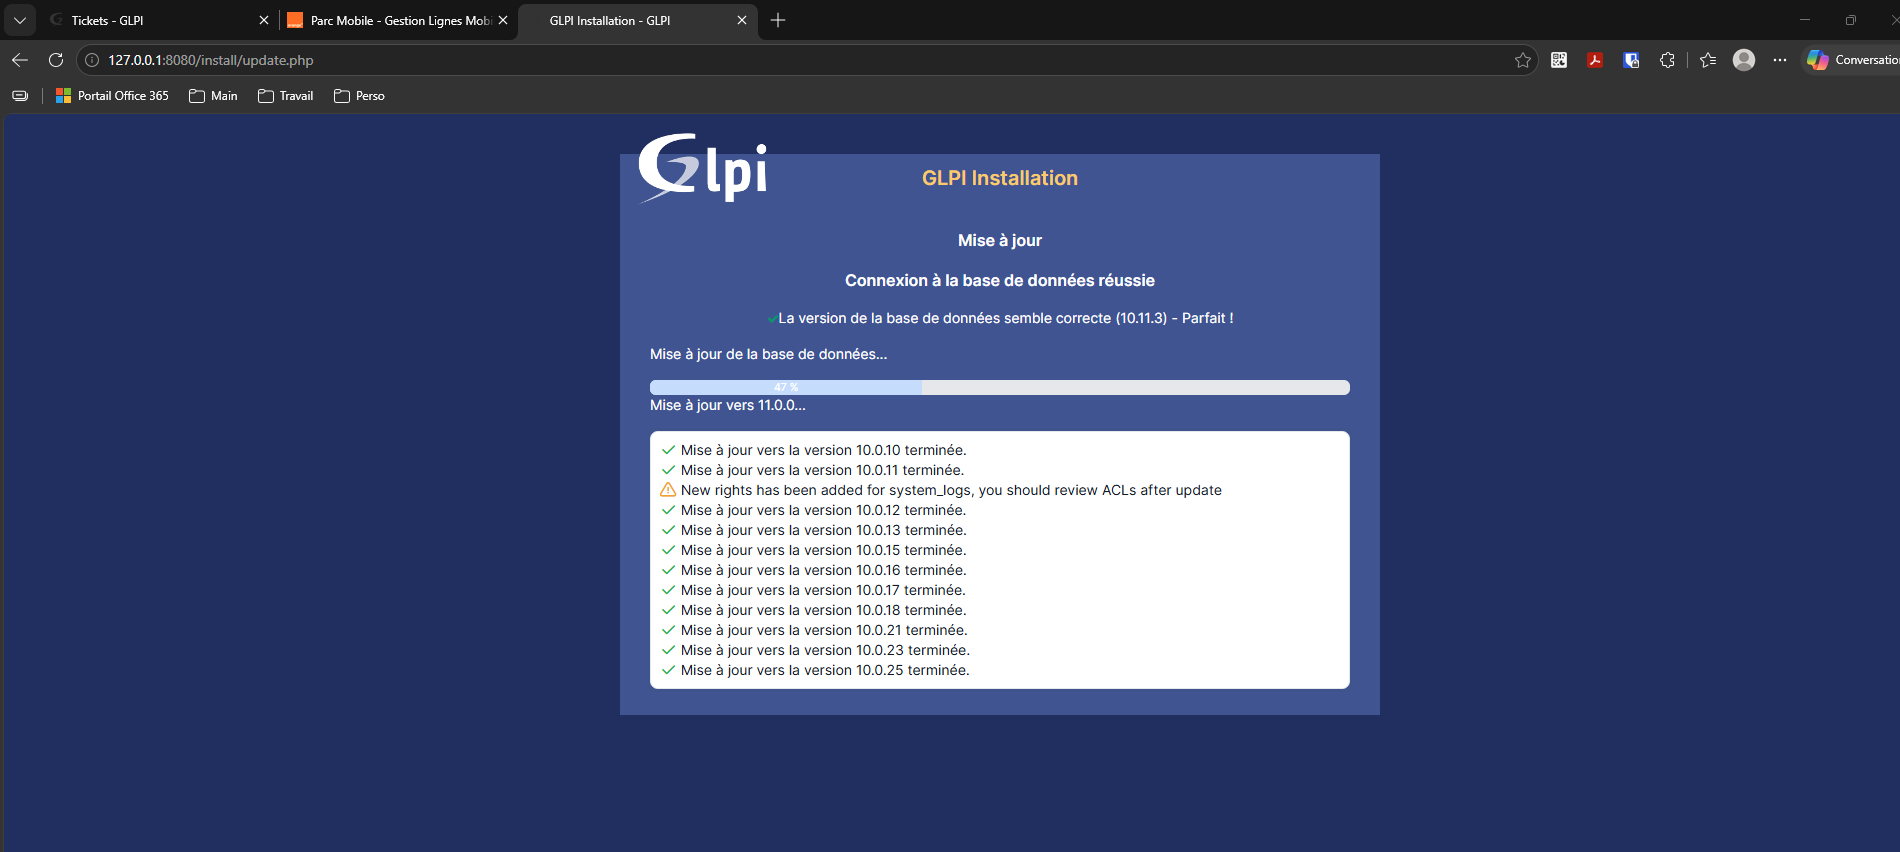 Tickets - GLPI
Parc Mobile - Gestion Lignes Mobi
GLPI Installation - GLPI
127.0.0.1:8080/install/update.php
Conversation
Portail Office 365
Main
Travail
Perso
Glpi
GLPI Installation
Mise à jour
Connexion à la base de données réussie
La version de la base de données semble correcte (10.11.3) - Parfait !
Mise à jour de la base de données...
47 %
Mise à jour vers 11.0.0...
Mise à jour vers la version 10.0.10 terminée.
Mise à jour vers la version 10.0.11 terminée.
New rights has been added for system_logs, you should review ACLs after update
Mise à jour vers la version 10.0.12 terminée.
Mise à jour vers la version 10.0.13 terminée.
Mise à jour vers la version 10.0.15 terminée.
Mise à jour vers la version 10.0.16 terminée.
Mise à jour vers la version 10.0.17 terminée.
Mise à jour vers la version 10.0.18 terminée.
Mise à jour vers la version 10.0.21 terminée.
Mise à jour vers la version 10.0.23 terminée.
Mise à jour vers la version 10.0.25 terminée.